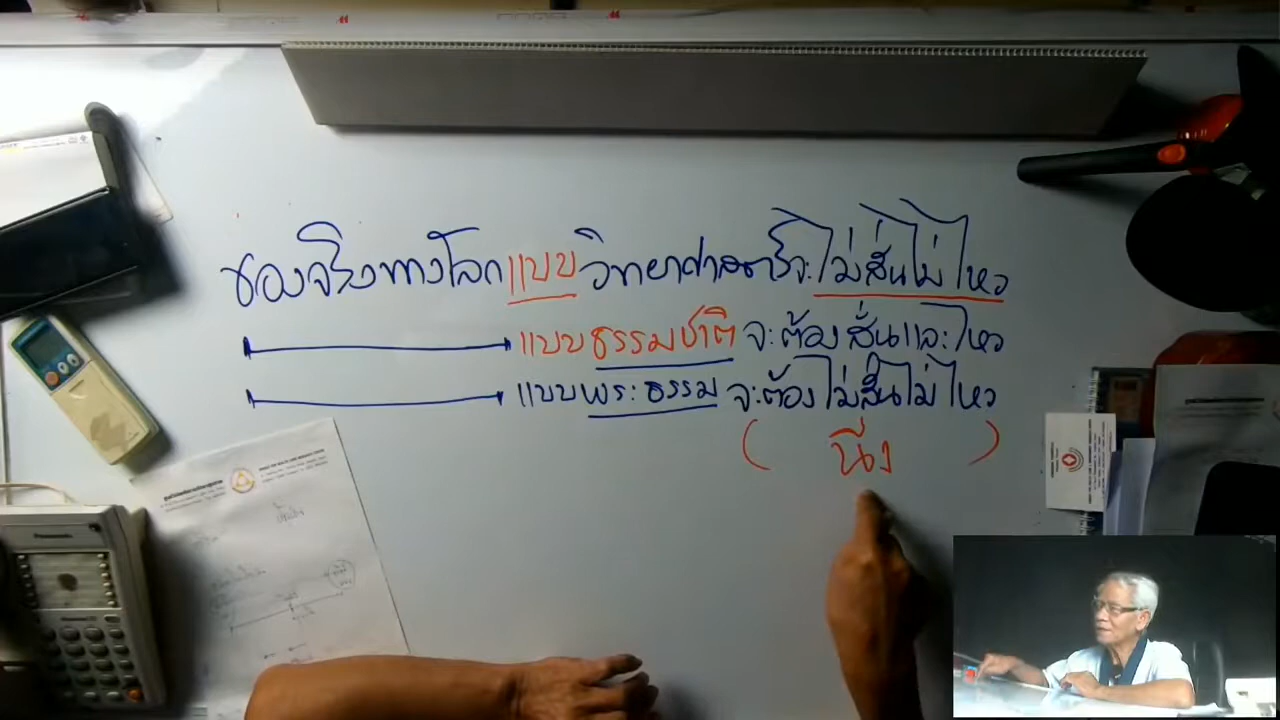 ของจริงทางโลกแบบวิทยาศาสตร์จะไม่สั่นไม่ไหว
แบบธรรมชาติ จะต้องสั่นและไหว
แบบพระธรรม จะต้องไม่สั่นไม่ไหว
( นิ่ง )
Panasonic